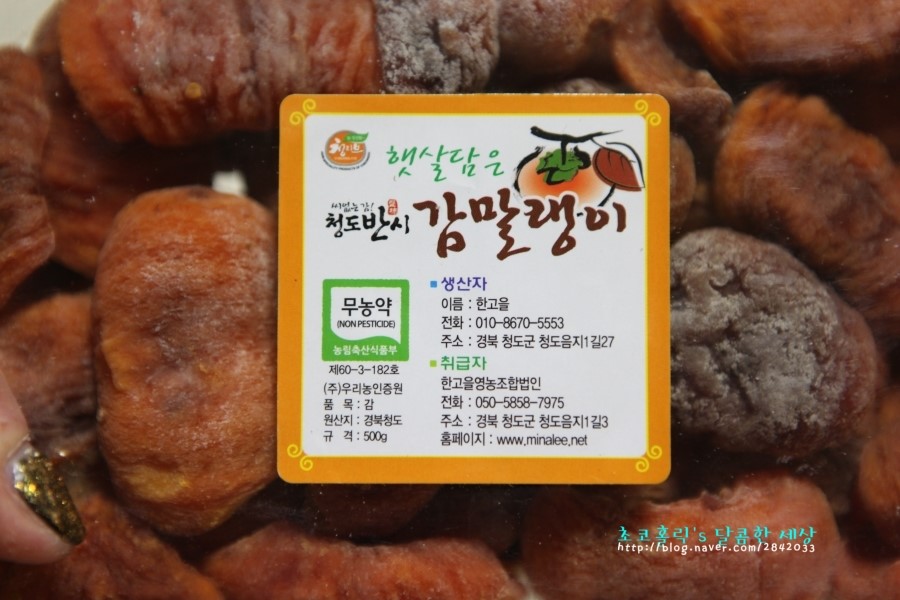 청리브
햇살담은
씨없는 감!
청도반시
감말랭이
무농약
(NON PESTICIDE)
농림축산식품부
제60-3-182호
(주)우리농인증원
품 목 : 감
원산지 : 경북청도
규 격 : 500g
생산자
이름 : 한고을
전화 : 010-8670-5553
주소 : 경북 청도군 청도읍지1길27
취급자
한고을영농조합법인
전화 : 050-5858-7975
주소 : 경북 청도군 청도읍지1길3
홈페이지 : www.minalee.net
초코홀릭's 달콤한 세상
http://blog.naver.com/2842033